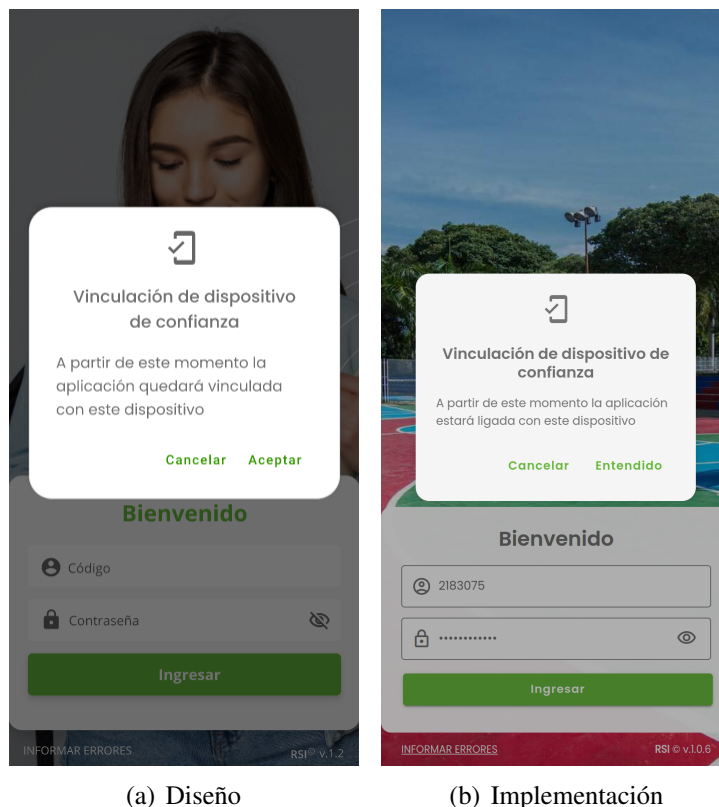 Vinculación de dispositivo
de confianza
A partir de este momento la
aplicación quedará vinculada
con este dispositivo
Cancelar Aceptar
Bienvenido
Código
Contraseña
Ingresar
INFORMAR ERRORES RSI© v.1.2
(a) Diseño
Vinculación de dispositivo de
confianza
A partir de este momento la aplicación
estará ligada con este dispositivo
Cancelar Entendido
Bienvenido
2183075
••••••••••••
Ingresar
INFORMAR ERRORES RSI © v.1.0.6
(b) Implementación